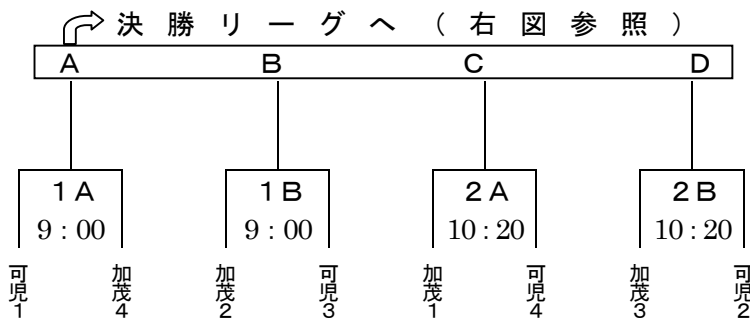 決勝リーグへ(右図参照)
A B C D
1A 1B 2A 2B
9:00 9:00 10:20 10:20
可児1 加茂4 加茂2 可児3 加茂1 可児4 加茂3 可児2